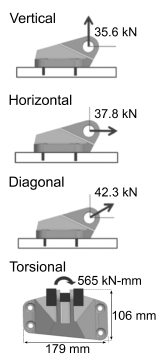 Vertical
35.6 kN
Horizontal
37.8 kN
Diagonal
42.3 kN
Torsional
565 kN-mm
106 mm
179 mm